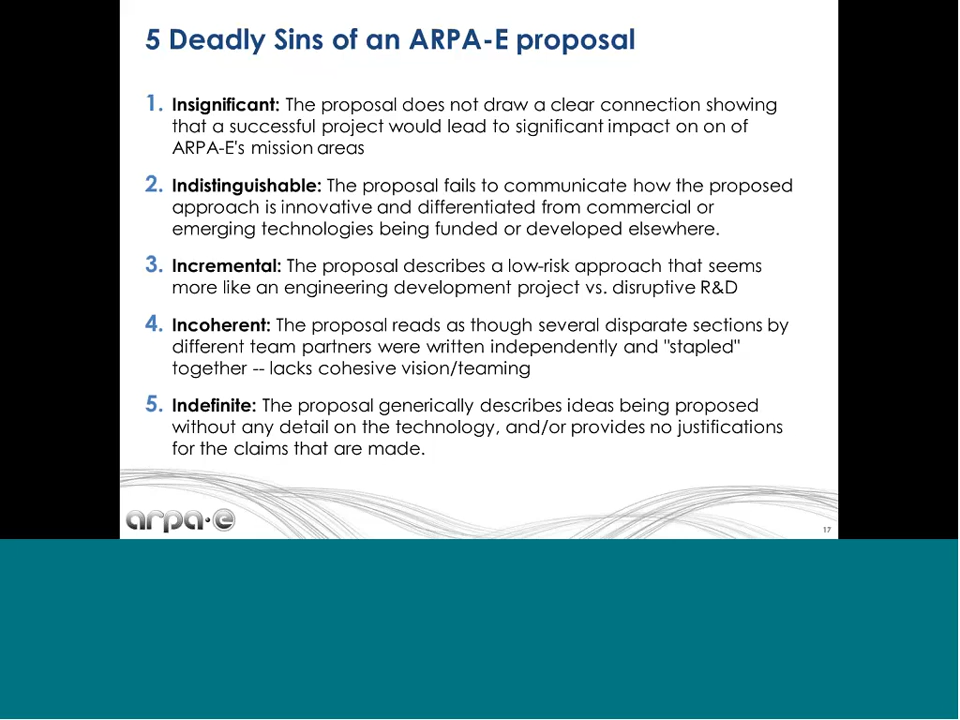 5 Deadly Sins of an ARPA-E proposal
1. Insignificant: The proposal does not draw a clear connection showing
that a successful project would lead to significant impact on on of
ARPA-E's mission areas
2. Indistinguishable: The proposal fails to communicate how the proposed
approach is innovative and differentiated from commercial or
emerging technologies being funded or developed elsewhere.
3. Incremental: The proposal describes a low-risk approach that seems
more like an engineering development project vs. disruptive R&D
4. Incoherent: The proposal reads as though several disparate sections by
different team partners were written independently and "stapled"
together -- lacks cohesive vision/teaming
5. Indefinite: The proposal generically describes ideas being proposed
without any detail on the technology, and/or provides no justifications
for the claims that are made.
arpa·e
17